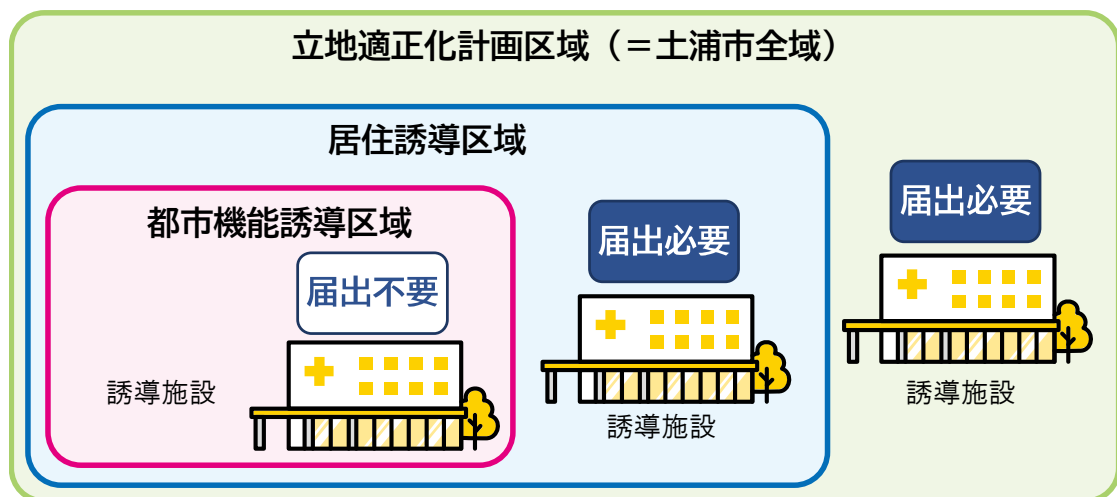 立地適正化計画区域（＝土浦市全域）
居住誘導区域
都市機能誘導区域
届出不要
誘導施設
届出必要
誘導施設
届出必要
誘導施設